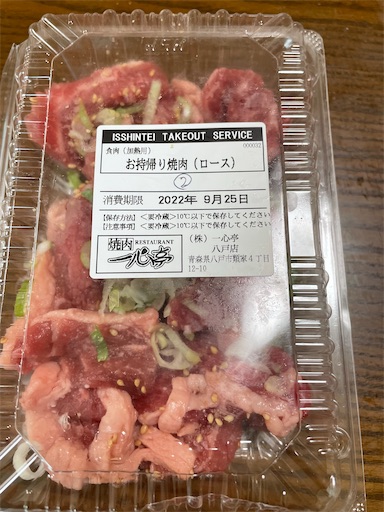 ISSHINTEI TAKEOUT SERVICE
食肉（加熱用） 000032
お持帰り焼肉（ロース）
②
消費期限 2022年 9月25日
【保存方法】＜要冷蔵＞10℃以下で保存してください
【注意事項】＜要冷蔵＞10℃以下で保存してください
焼肉 RESTAURANT
一心亭
（株）一心亭
八戸店
青森県八戸市類家４丁目
12-10